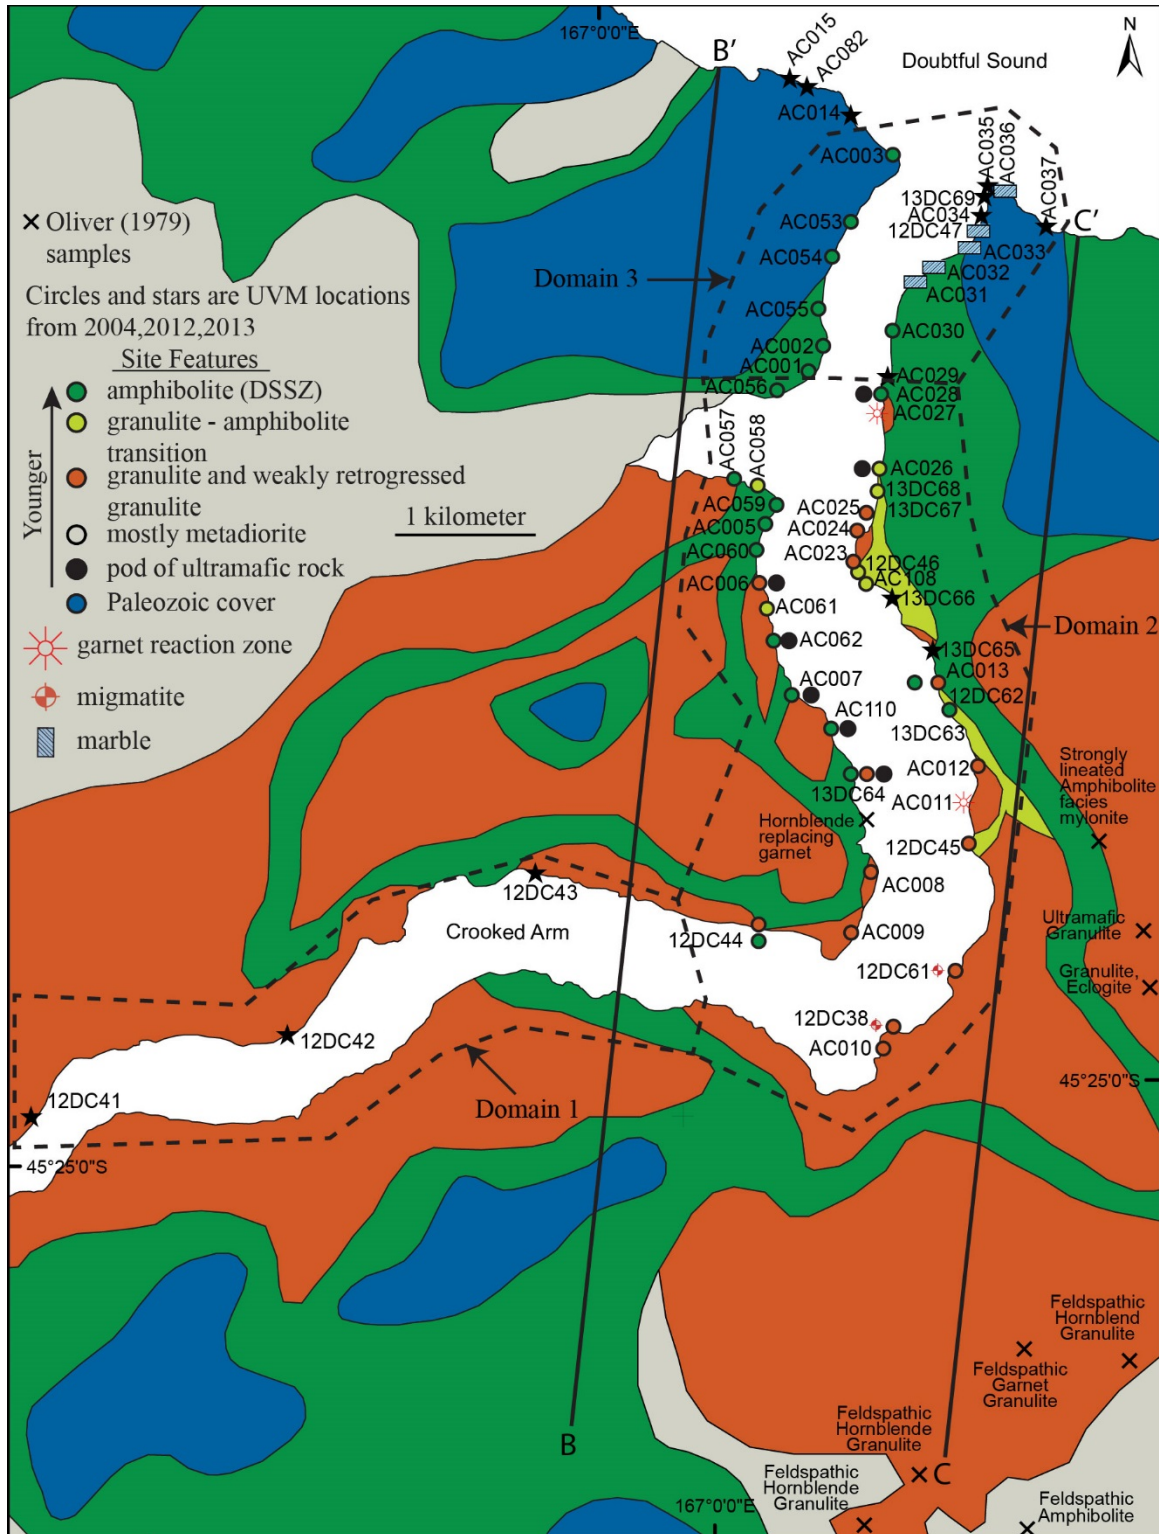 167°0'0"E
B'
AC015
AC082
Doubtful Sound
N
AC014
AC003
AC035
AC036
AC037
13DC69
AC034
12DC47
C'
AC033
AC032
AC031
AC053
AC054
Domain 3
AC055
AC030
AC002
AC001
AC056
AC029
AC028
AC027
× Oliver (1979)
samples
Circles and stars are UVM locations
from 2004,2012,2013
Site Features
Younger
amphibolite (DSSZ)
granulite - amphibolite
transition
granulite and weakly retrogressed
granulite
mostly metadiorite
pod of ultramafic rock
Paleozoic cover
garnet reaction zone
migmatite
marble
1 kilometer
AC057
AC058
AC059
AC005
AC060
AC006
AC061
AC062
AC007
AC110
13DC64
AC026
13DC68
13DC67
AC025
AC024
AC023
12DC46
AC108
13DC66
Domain 2
13DC65
AC013
12DC62
13DC63
AC012
AC011
Strongly
lineated
Amphibolite
facies
mylonite
Hornblende
replacing
garnet
12DC45
AC008
12DC43
Crooked Arm
12DC44
AC009
Ultramafic
Granulite
12DC61
Granulite,
Eclogite
12DC42
12DC38
AC010
12DC41
Domain 1
45°25'0"S
45°25'0"S
Feldspathic
Hornblend
Granulite
Feldspathic
Garnet
Granulite
Feldspathic
Hornblende
Granulite
B
C
Feldspathic
Hornblende
Granulite
167°0'0"E
Feldspathic
Amphibolite